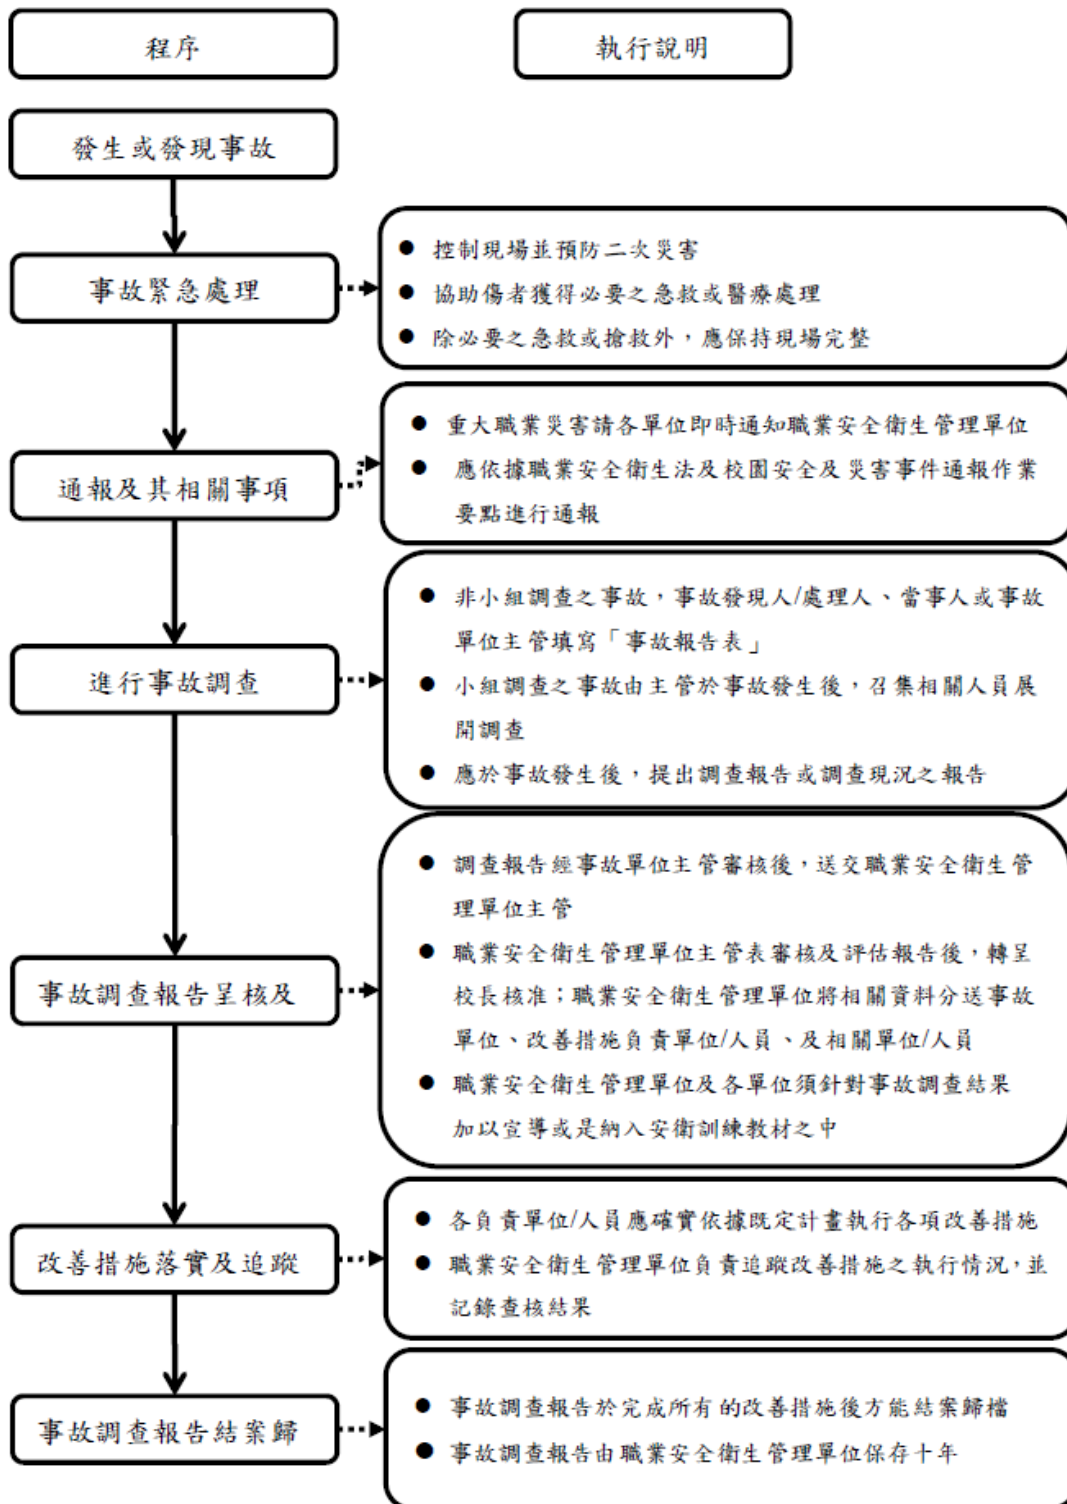 程序
執行說明
發生或發現事故
事故緊急處理
● 控制現場並預防二次災害
● 協助傷者獲得必要之急救或醫療處理
● 除必要之急救或搶救外，應保持現場完整
通報及其相關事項
● 重大職業災害請各單位即時通知職業安全衛生管理單位
● 應依據職業安全衛生法及校園安全及災害事件通報作業
要點進行通報
進行事故調查
● 非小組調查之事故，事故發現人/處理人、當事人或事故
單位主管填寫「事故報告表」
● 小組調查之事故由主管於事故發生後，召集相關人員展
開調查
● 應於事故發生後，提出調查報告或調查現況之報告
事故調查報告呈核及
● 調查報告經事故單位主管審核後，送交職業安全衛生管
理單位主管
● 職業安全衛生管理單位主管表審核及評估報告後，轉呈
校長核准；職業安全衛生管理單位將相關資料分送事故
單位、改善措施負責單位/人員、及相關單位/人員
● 職業安全衛生管理單位及各單位須針對事故調查結果
加以宣導或是納入安衛訓練教材之中
改善措施落實及追蹤
● 各負責單位/人員應確實依據既定計畫執行各項改善措施
● 職業安全衛生管理單位負責追蹤改善措施之執行情況，並
記錄查核結果
事故調查報告結案歸
● 事故調查報告於完成所有的改善措施後方能結案歸檔
● 事故調查報告由職業安全衛生管理單位保存十年